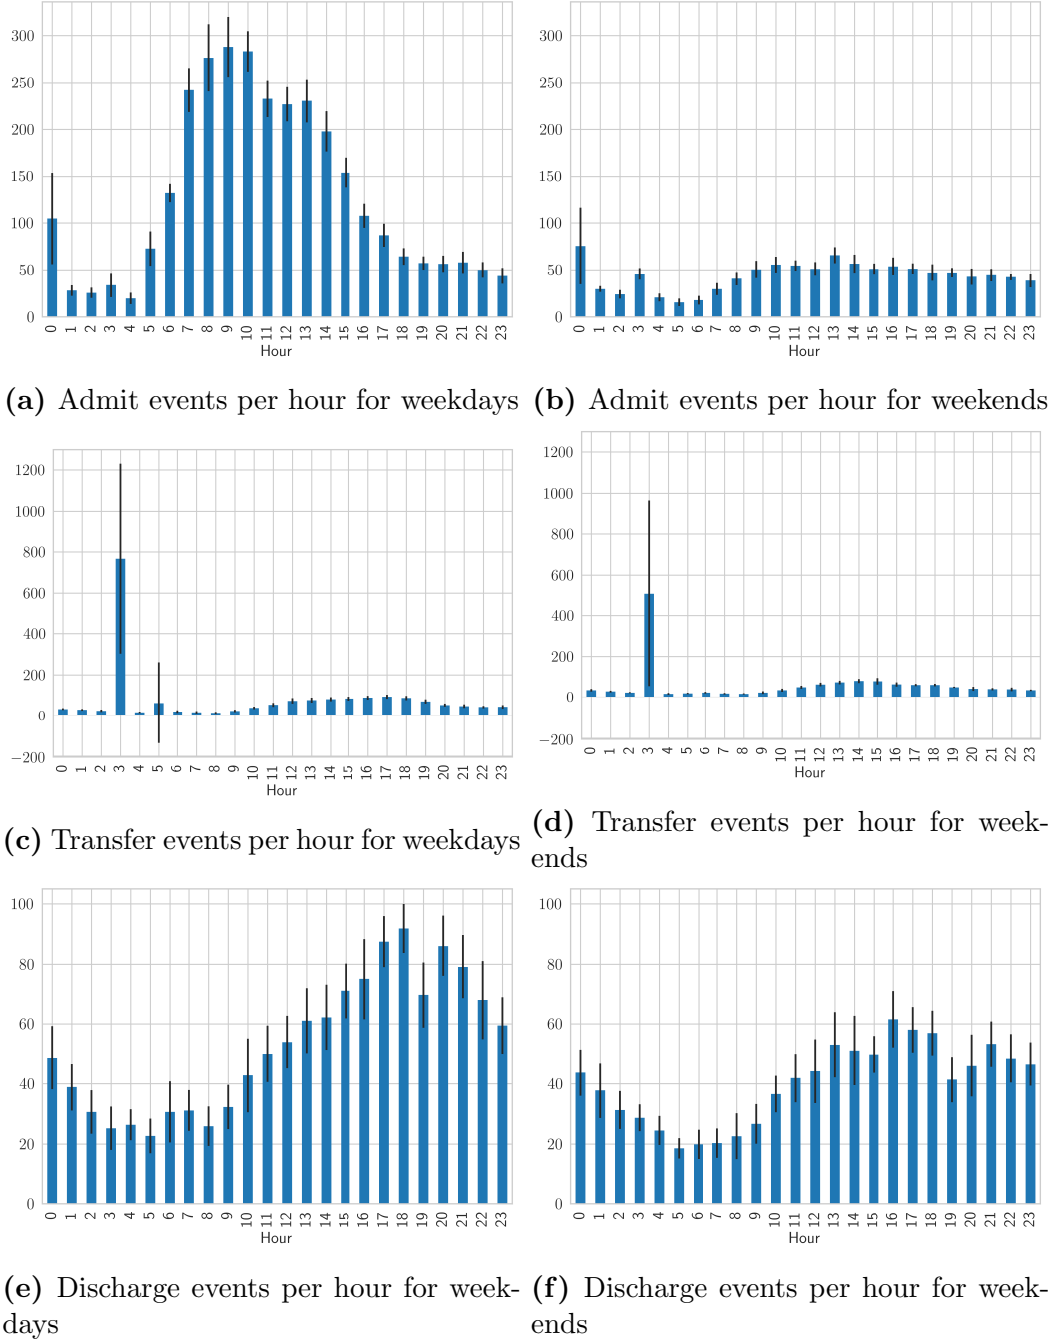 300
250
200
150
100
50
0
0 1 2 3 4 5 6 7 8 9 10 11 12 13 14 15 16 17 18 19 20 21 22 23
Hour
(a) Admit events per hour for weekdays
300
250
200
150
100
50
0
0 1 2 3 4 5 6 7 8 9 10 11 12 13 14 15 16 17 18 19 20 21 22 23
Hour
(b) Admit events per hour for weekends
1200
1000
800
600
400
200
0
−200
0 1 2 3 4 5 6 7 8 9 10 11 12 13 14 15 16 17 18 19 20 21 22 23
Hour
(c) Transfer events per hour for weekdays
1200
1000
800
600
400
200
0
−200
0 1 2 3 4 5 6 7 8 9 10 11 12 13 14 15 16 17 18 19 20 21 22 23
Hour
(d) Transfer events per hour for week-
ends
100
80
60
40
20
0
0 1 2 3 4 5 6 7 8 9 10 11 12 13 14 15 16 17 18 19 20 21 22 23
Hour
(e) Discharge events per hour for week-
days
100
80
60
40
20
0
0 1 2 3 4 5 6 7 8 9 10 11 12 13 14 15 16 17 18 19 20 21 22 23
Hour
(f) Discharge events per hour for week-
ends